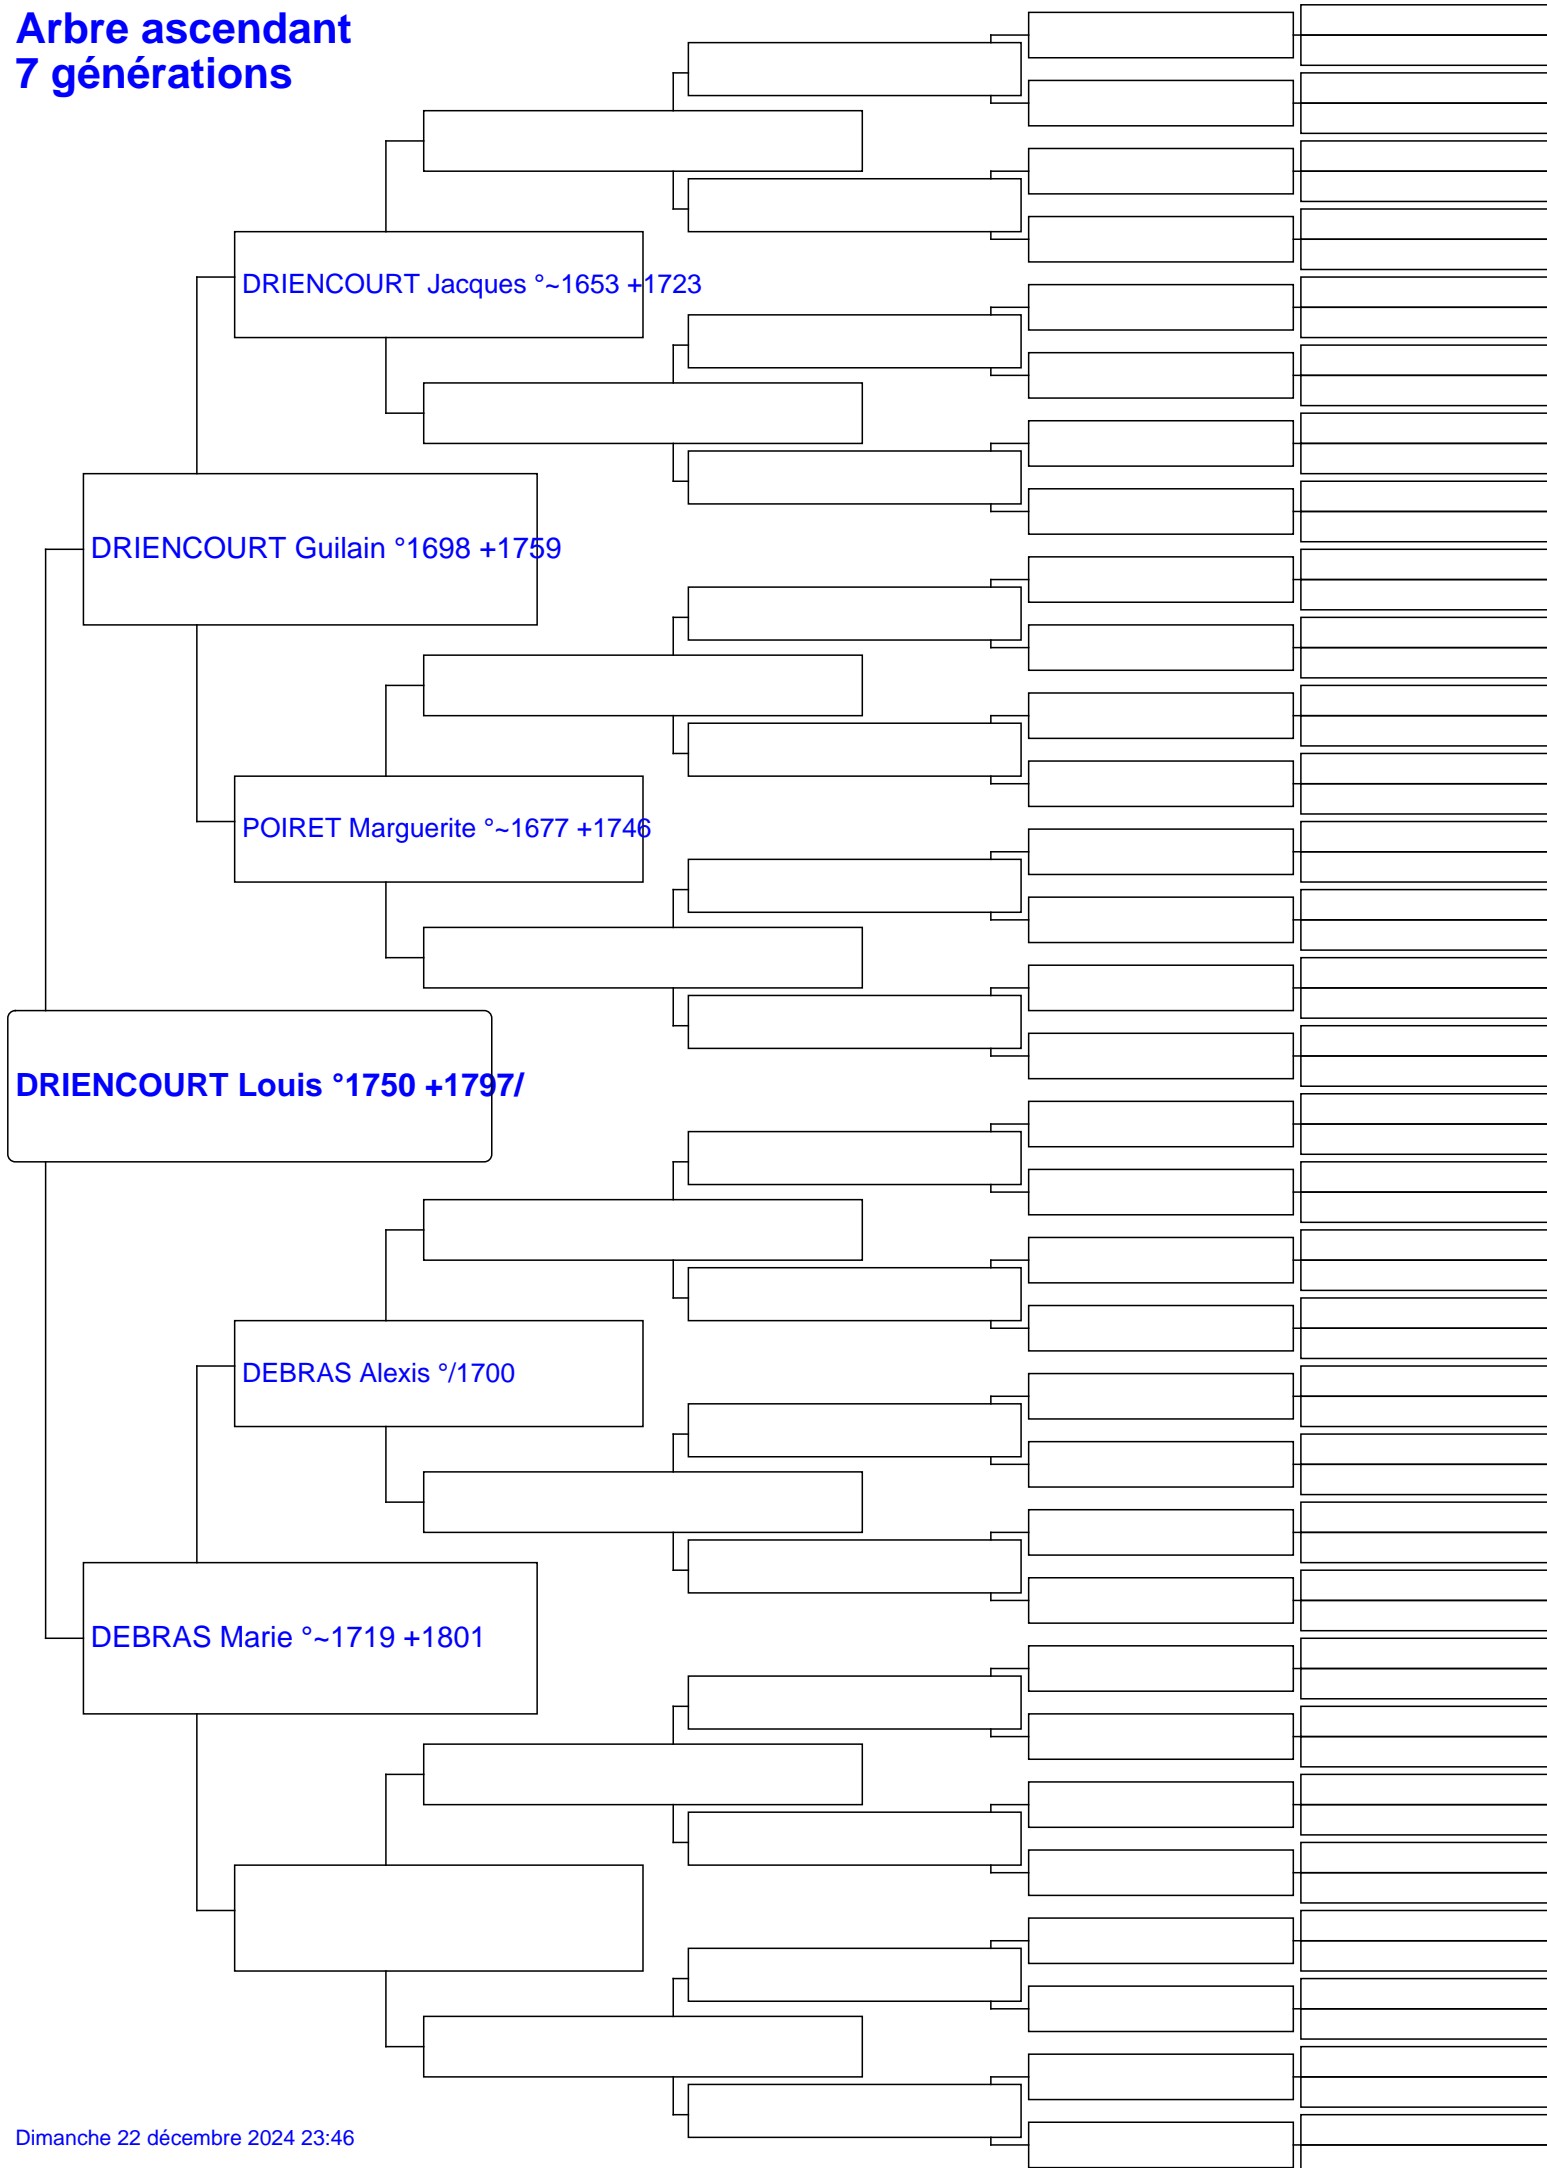 Arbre ascendant
7 générations
DRIENCOURT Jacques °~1653 +1723
DRIENCOURT Guilain °1698 +1759
POIRET Marguerite °~1677 +1746
DRIENCOURT Louis °1750 +1797/
DEBRAS Alexis °/1700
DEBRAS Marie °~1719 +1801
Dimanche 22 décembre 2024 23:46